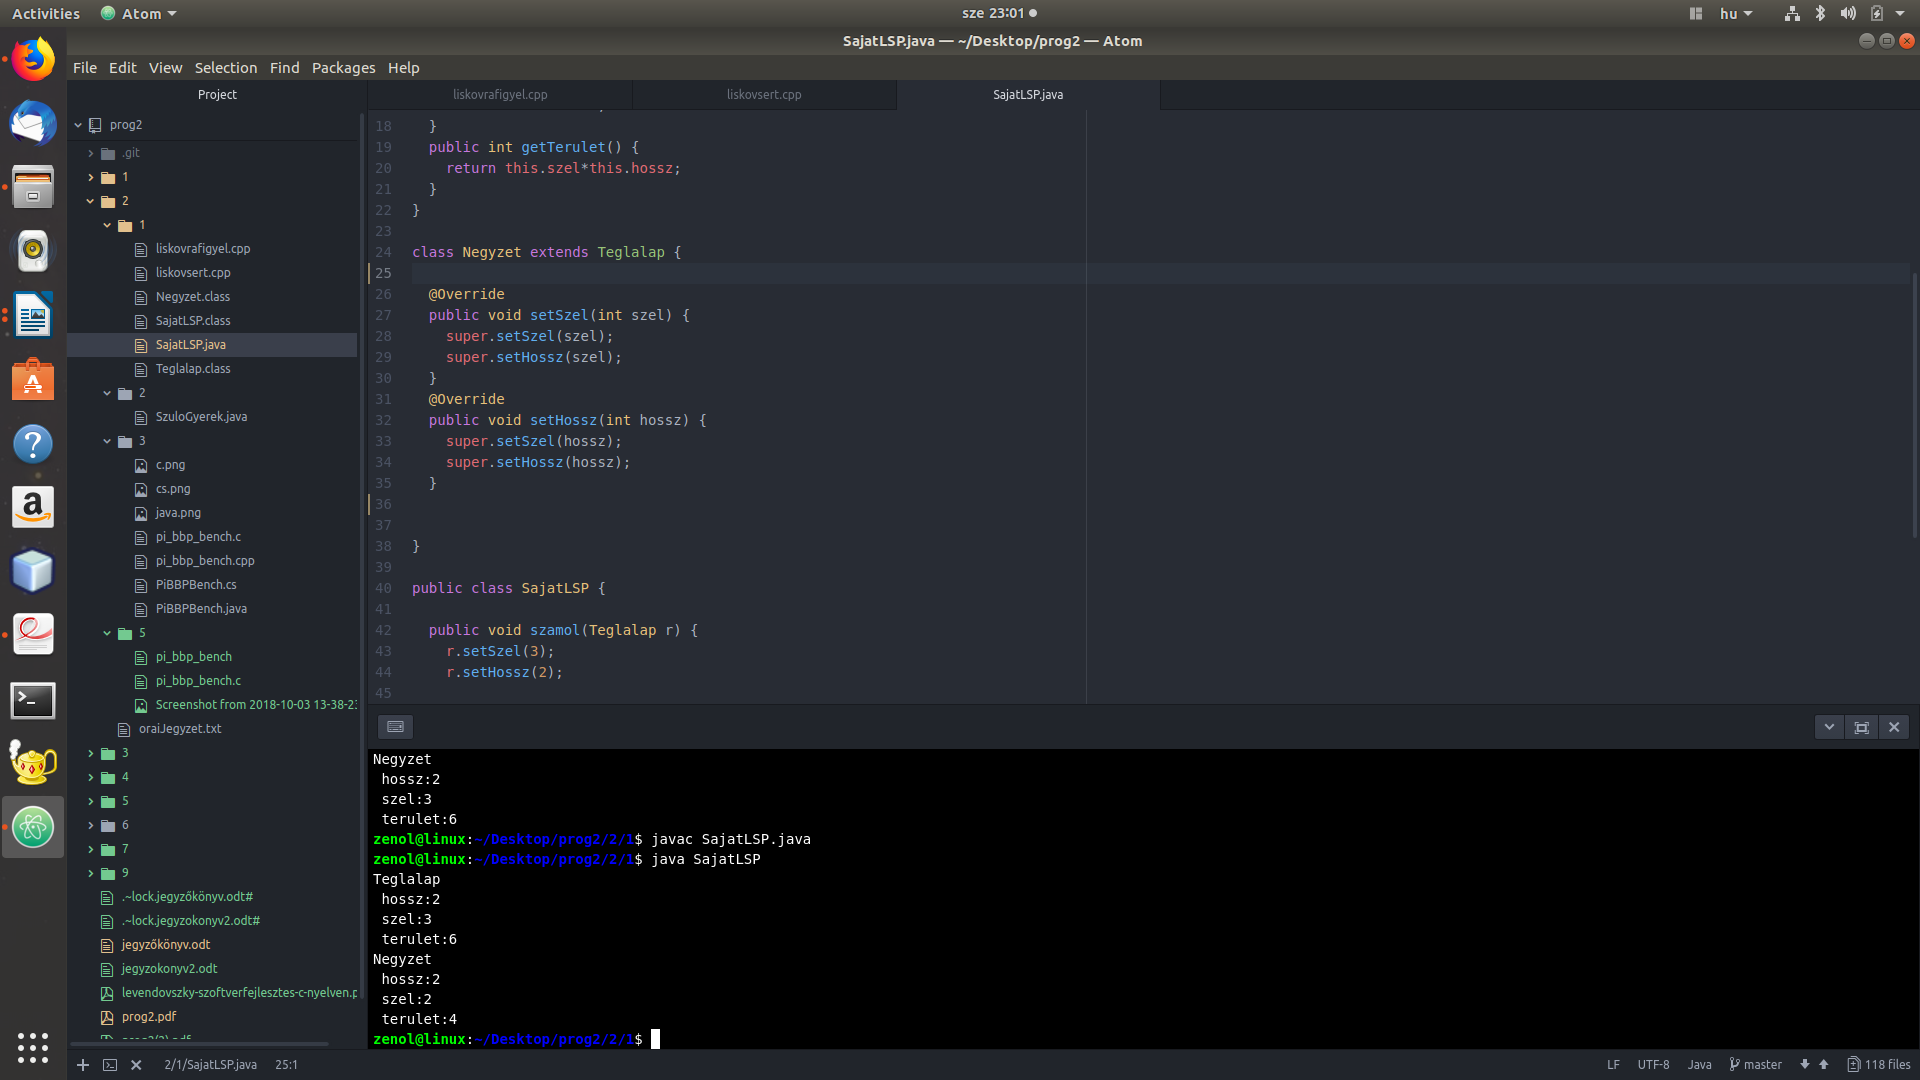 Activities
Atom
sze 23:01
hu
SajatLSP.java — ~/Desktop/prog2 — Atom
File Edit View Selection Find Packages Help
Project
liskovrafigyel.cpp
liskovsert.cpp
SajatLSP.java
prog2
.git
1
2
1
liskovrafigyel.cpp
liskovsert.cpp
Negyzet.class
SajatLSP.class
SajatLSP.java
Teglalap.class
2
SzuloGyerek.java
3
c.png
cs.png
java.png
pi_bbp_bench.c
pi_bbp_bench.cpp
PiBBPBench.cs
PiBBPBench.java
5
pi_bbp_bench
pi_bbp_bench.c
Screenshot from 2018-10-03 13-38-23
oraiJegyzet.txt
3
4
5
6
7
9
.~lock.jegyzőkönyv.odt#
.~lock.jegyzokonyv2.odt#
jegyzőkönyv.odt
jegyzokonyv2.odt
levendovszky-szoftverfejlesztes-c-nyelven.p
prog2.pdf
18 }
19 public int getTerulet() {
20 return this.szel*this.hossz;
21 }
22 }
23
24 class Negyzet extends Teglalap {
25
26 @Override
27 public void setSzel(int szel) {
28 super.setSzel(szel);
29 super.setHossz(szel);
30 }
31 @Override
32 public void setHossz(int hossz) {
33 super.setSzel(hossz);
34 super.setHossz(hossz);
35 }
36
37
38 }
39
40 public class SajatLSP {
41
42 public void szamol(Teglalap r) {
43 r.setSzel(3);
44 r.setHossz(2);
45
Negyzet
hossz:2
szel:3
terulet:6
zenol@linux:~/Desktop/prog2/2/1$ javac SajatLSP.java
zenol@linux:~/Desktop/prog2/2/1$ java SajatLSP
Teglalap
hossz:2
szel:3
terulet:6
Negyzet
hossz:2
szel:2
terulet:4
zenol@linux:~/Desktop/prog2/2/1$
2/1/SajatLSP.java 25:1
LF UTF-8 Java master 118 files